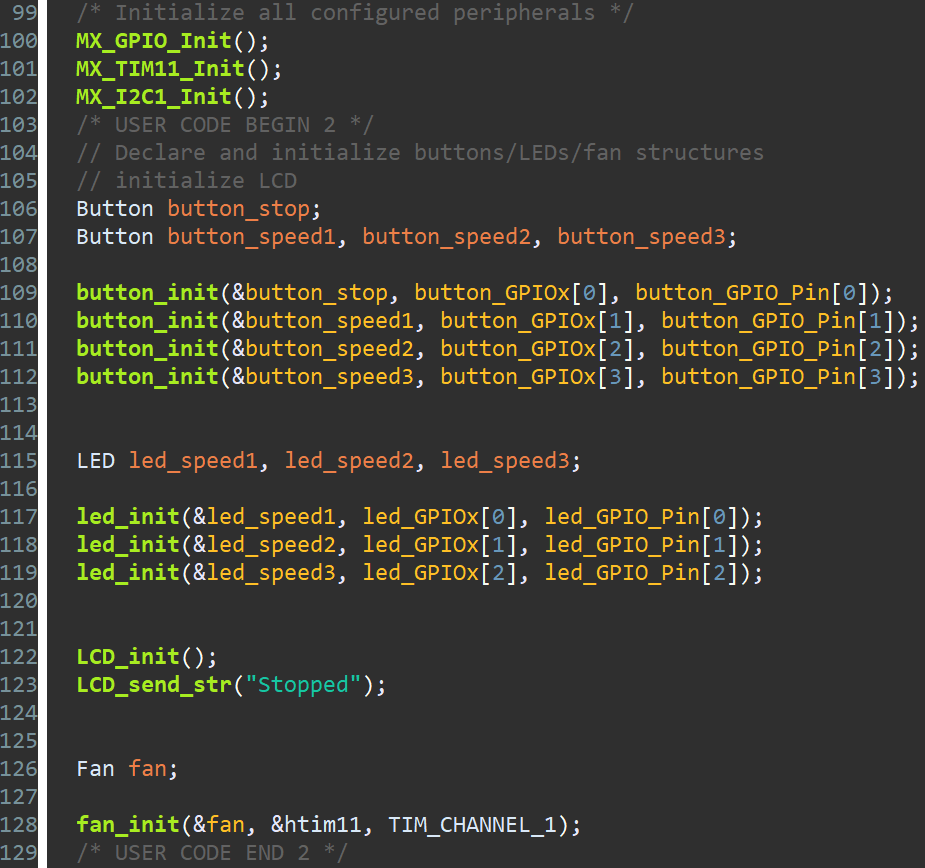 99 /* Initialize all configured peripherals */
100 MX_GPIO_Init();
101 MX_TIM11_Init();
102 MX_I2C1_Init();
103 /* USER CODE BEGIN 2 */
104 // Declare and initialize buttons/LEDs/fan structures
105 // initialize LCD
106 Button button_stop;
107 Button button_speed1, button_speed2, button_speed3;
108
109 button_init(&button_stop, button_GPIOx[0], button_GPIO_Pin[0]);
110 button_init(&button_speed1, button_GPIOx[1], button_GPIO_Pin[1]);
111 button_init(&button_speed2, button_GPIOx[2], button_GPIO_Pin[2]);
112 button_init(&button_speed3, button_GPIOx[3], button_GPIO_Pin[3]);
113
114
115 LED led_speed1, led_speed2, led_speed3;
116
117 led_init(&led_speed1, led_GPIOx[0], led_GPIO_Pin[0]);
118 led_init(&led_speed2, led_GPIOx[1], led_GPIO_Pin[1]);
119 led_init(&led_speed3, led_GPIOx[2], led_GPIO_Pin[2]);
120
121
122 LCD_init();
123 LCD_send_str("Stopped");
124
125
126 Fan fan;
127
128 fan_init(&fan, &htim11, TIM_CHANNEL_1);
129 /* USER CODE END 2 */